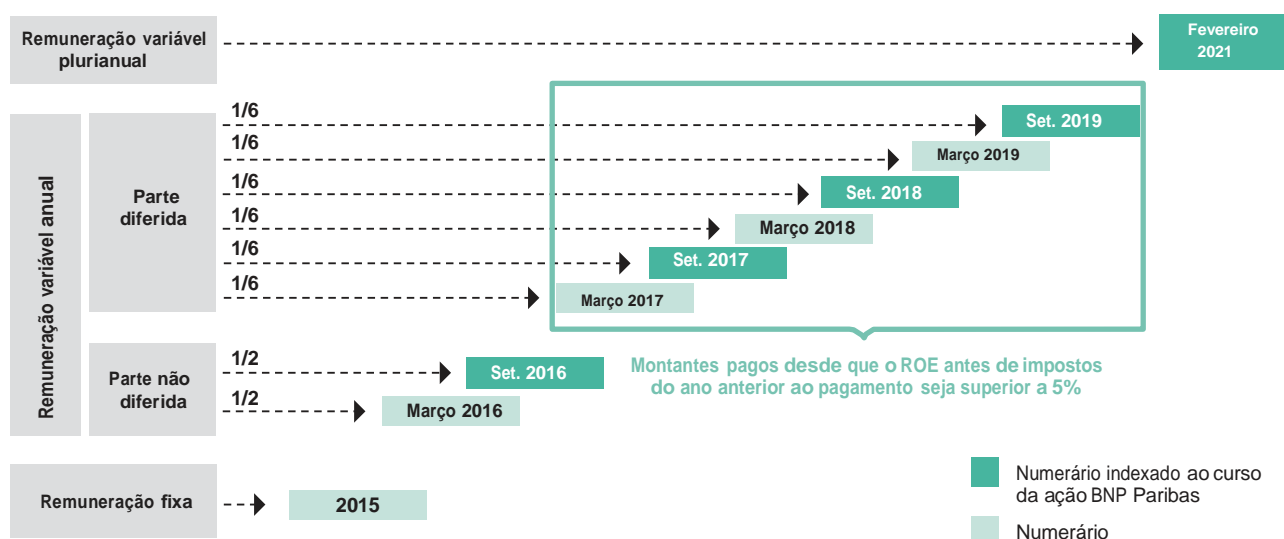 Remuneração variável
plurianual
Fevereiro
2021
Remuneração variável anual
Parte
diferida
1/6
Set. 2019
1/6
Março 2019
1/6
Set. 2018
1/6
Março 2018
1/6
Set. 2017
1/6
Março 2017
Montantes pagos desde que o ROE antes de impostos
do ano anterior ao pagamento seja superior a 5%
Parte não
diferida
1/2
Set. 2016
1/2
Março 2016
Remuneração fixa
2015
Numerário indexado ao curso
da ação BNP Paribas
Numerário